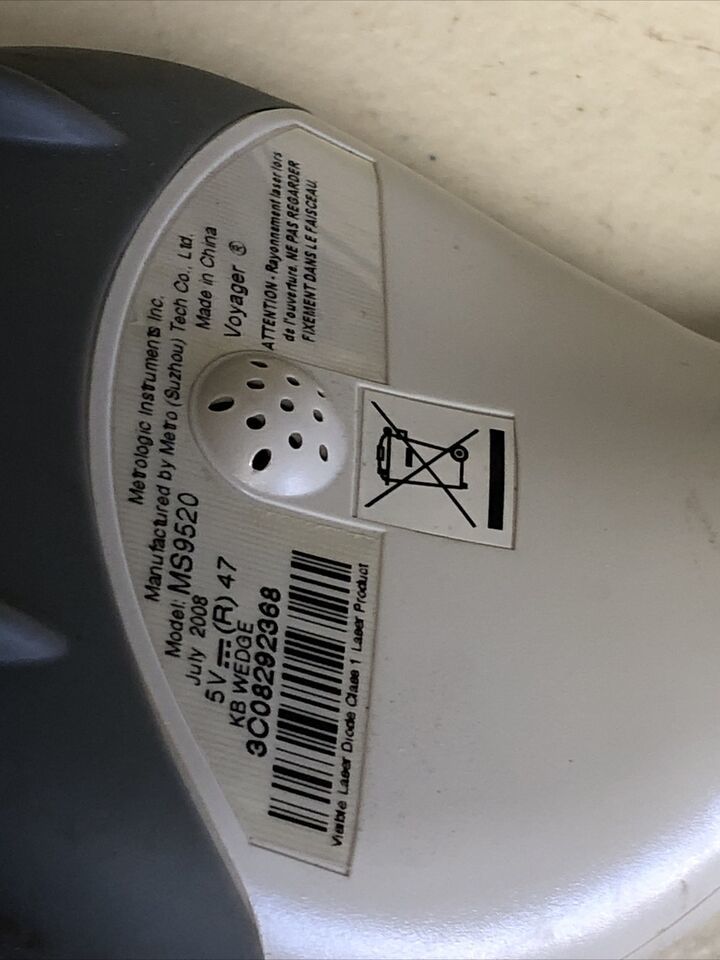 Metrologic Instruments Inc.
Manufactured by Metro (Suzhou) Tech Co., Ltd.
Model: MS9520
Made in China
July 2008
Voyager ®
5V ⎓ (R) 47
KB WEDGE
3C08292368
ATTENTION - Rayonnement laser lors
de l'ouverture. NE PAS REGARDER
FIXEMENT DANS LE FAISCEAU.
Visible Laser Diode Class 1 Laser Product